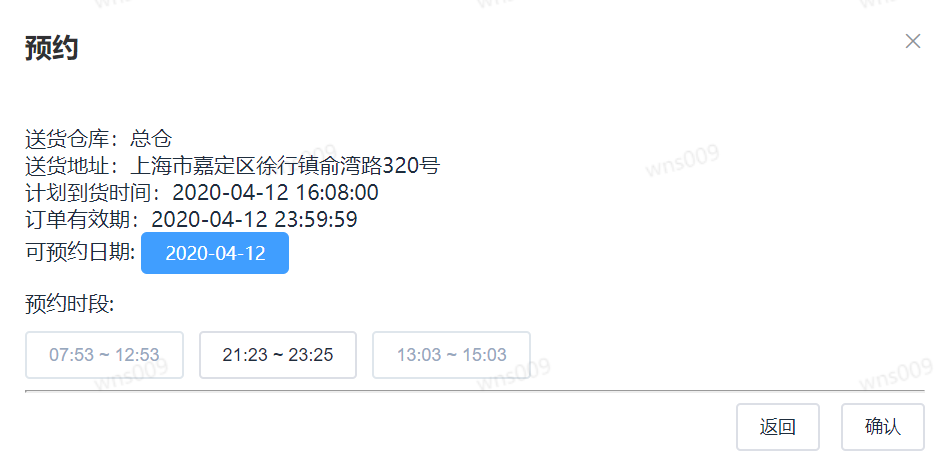 预约
送货仓库：总仓
送货地址：上海市嘉定区徐行镇俞湾路320号
计划到货时间：2020-04-12 16:08:00
订单有效期：2020-04-12 23:59:59
可预约日期: 2020-04-12
预约时段:
07:53 ~ 12:53 21:23 ~ 23:25 13:03 ~ 15:03
返回 确认
wns009
wns009
wns009
wns009